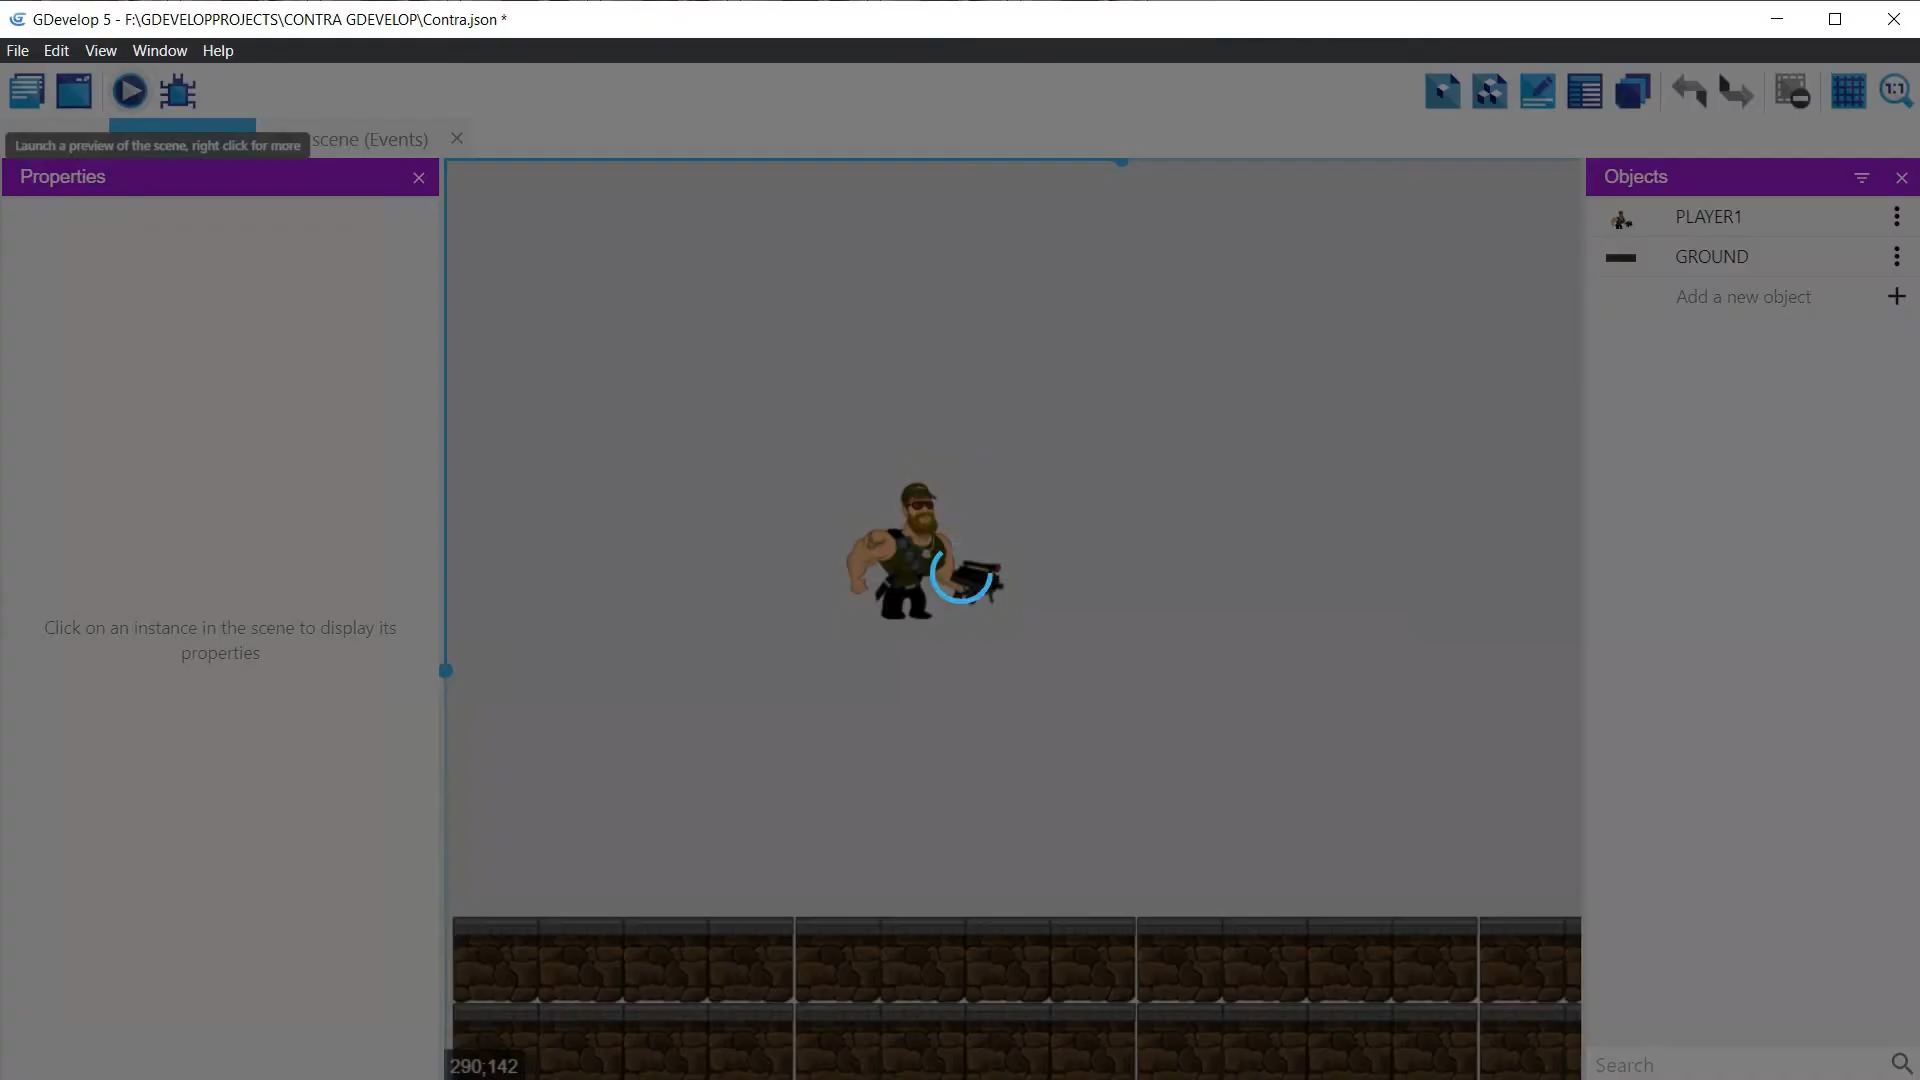 GDevelop 5 - F:\GDEVELOPPROJECTS\CONTRA GDEVELOP\Contra.json *
File Edit View Window Help
1:1
scene (Events)
Launch a preview of the scene, right click for more
Properties
Objects
PLAYER1
GROUND
Add a new object
Click on an instance in the scene to display its
properties
290;142
Search